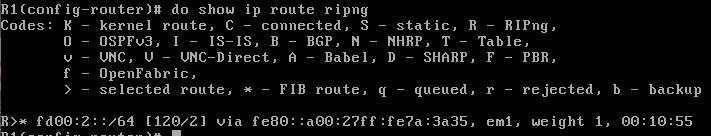 R1(config-router)# do show ip route ripng
Codes: K - kernel route, C - connected, S - static, R - RIPng,
       O - OSPFv3, I - IS-IS, B - BGP, N - NHRP, T - Table,
       v - VNC, V - VNC-Direct, A - Babel, D - SHARP, F - PBR,
       f - OpenFabric,
       > - selected route, * - FIB route, q - queued, r - rejected, b - backup
R>* fd00:2::/64 [120/2] via fe80::a00:27ff:fe7a:3a35, em1, weight 1, 00:10:55
R1(config-router)#